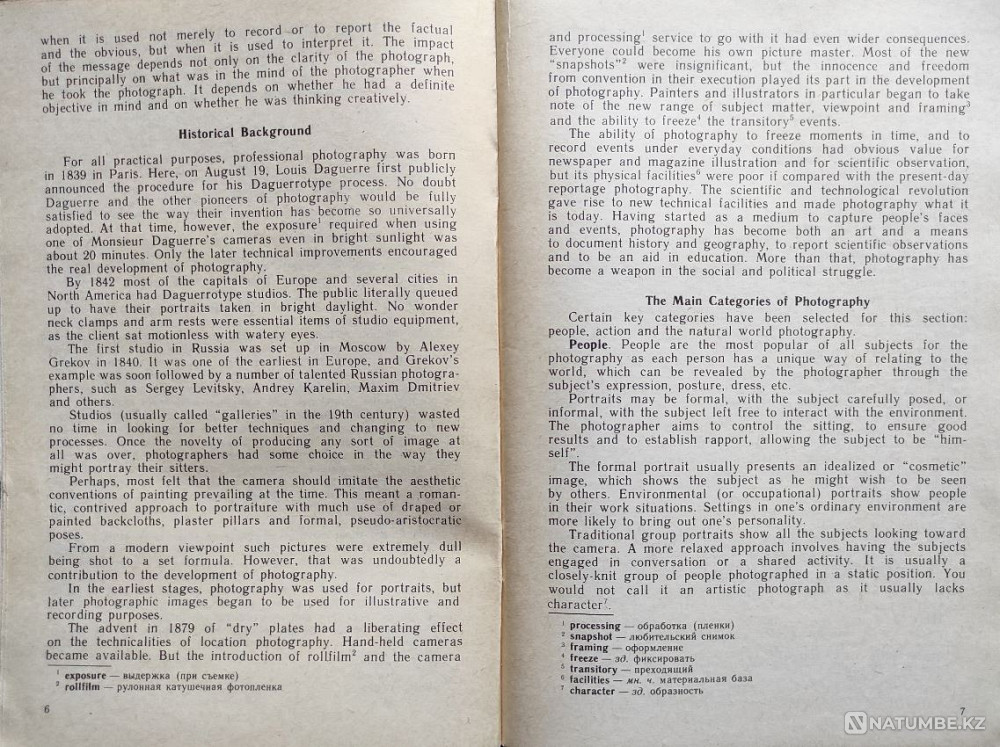 when it is used not merely to record or to report the factual
and the obvious, but when it is used to interpret it. The impact
of the message depends not only on the clarity of the photograph,
but principally on what was in the mind of the photographer when
he took the photograph. It depends on whether he had a definite
objective in mind and on whether he was thinking creatively.
Historical Background
For all practical purposes, professional photography was born
in 1839 in Paris. Here, on August 19, Louis Daguerre first publicly
announced the procedure for his Daguerrotype process. No doubt
Daguerre and the other pioneers of photography would be fully
satisfied to see the way their invention has become so universally
adopted. At that time, however, the exposure¹ required when using
one of Monsieur Daguerre's cameras even in bright sunlight was
about 20 minutes. Only the later technical improvements encouraged
the real development of photography.
By 1842 most of the capitals of Europe and several cities in
North America had Daguerrotype studios. The public literally queued
up to have their portraits taken in bright daylight. No wonder
neck clamps and arm rests were essential items of studio equipment,
as the client sat motionless with watery eyes.
The first studio in Russia was set up in Moscow by Alexey
Grekov in 1840. It was one of the earliest in Europe, and Grekov's
example was soon followed by a number of talented Russian photogra-
phers, such as Sergey Levitsky, Andrey Karelin, Maxim Dmitriev
and others.
Studios (usually called "galleries" in the 19th century) wasted
no time in looking for better techniques and changing to new
processes. Once the novelty of producing any sort of image at
all was over, photographers had some choice in the way they
might portray their sitters.
Perhaps, most felt that the camera should imitate the aesthetic
conventions of painting prevailing at the time. This meant a roman-
tic, contrived approach to portraiture with much use of draped or
painted backcloths, plaster pillars and formal, pseudo-aristocratic
poses.
From a modern viewpoint such pictures were extremely dull
being shot to a set formula. However, that was undoubtedly a
contribution to the development of photography.
In the earliest stages, photography was used for portraits, but
later photographic images began to be used for illustrative and
recording purposes.
The advent in 1879 of "dry" plates had a liberating effect
on the technicalities of location photography. Hand-held cameras
became available. But the introduction of rollfilm² and the camera
¹ exposure — выдержка (при съемке)
² rollfilm — рулонная катушечная фотопленка
6
and processing¹ service to go with it had even wider consequences.
Everyone could become his own picture master. Most of the new
"snapshots"² were insignificant, but the innocence and freedom
from convention in their execution played its part in the development
of photography. Painters and illustrators in particular began to take
note of the new range of subject matter, viewpoint and framing³
and the ability to freeze⁴ the transitory⁵ events.
The ability of photography to freeze moments in time, and to
record events under everyday conditions had obvious value for
newspaper and magazine illustration and for scientific observation,
but its physical facilities⁶ were poor if compared with the present-day
reportage photography. The scientific and technological revolution
gave rise to new technical facilities and made photography what it
is today. Having started as a medium to capture people's faces
and events, photography has become both an art and a means
to document history and geography, to report scientific observations
and to be an aid in education. More than that, photography has
become a weapon in the social and political struggle.
The Main Categories of Photography
Certain key categories have been selected for this section:
people, action and the natural world photography.
People. People are the most popular of all subjects for the
photography as each person has a unique way of relating to the
world, which can be revealed by the photographer through the
subject's expression, posture, dress, etc.
Portraits may be formal, with the subject carefully posed, or
informal, with the subject left free to interact with the environment.
The photographer aims to control the sitting, to ensure good
results and to establish rapport, allowing the subject to be "him-
self".
The formal portrait usually presents an idealized or "cosmetic"
image, which shows the subject as he might wish to be seen
by others. Environmental (or occupational) portraits show people
in their work situations. Settings in one's ordinary environment are
more likely to bring out one's personality.
Traditional group portraits show all the subjects looking toward
the camera. A more relaxed approach involves having the subjects
engaged in conversation or a shared activity. It is usually a
closely-knit group of people photographed in a static position. You
would not call it an artistic photograph as it usually lacks
character⁷.
¹ processing — обработка (пленки)
² snapshot — любительский снимок
³ framing — оформление
⁴ freeze — зд. фиксировать
⁵ transitory — преходящий
⁶ facilities — мн. ч. материальная база
⁷ character — зд. образность
7
NATUMBE.KZ